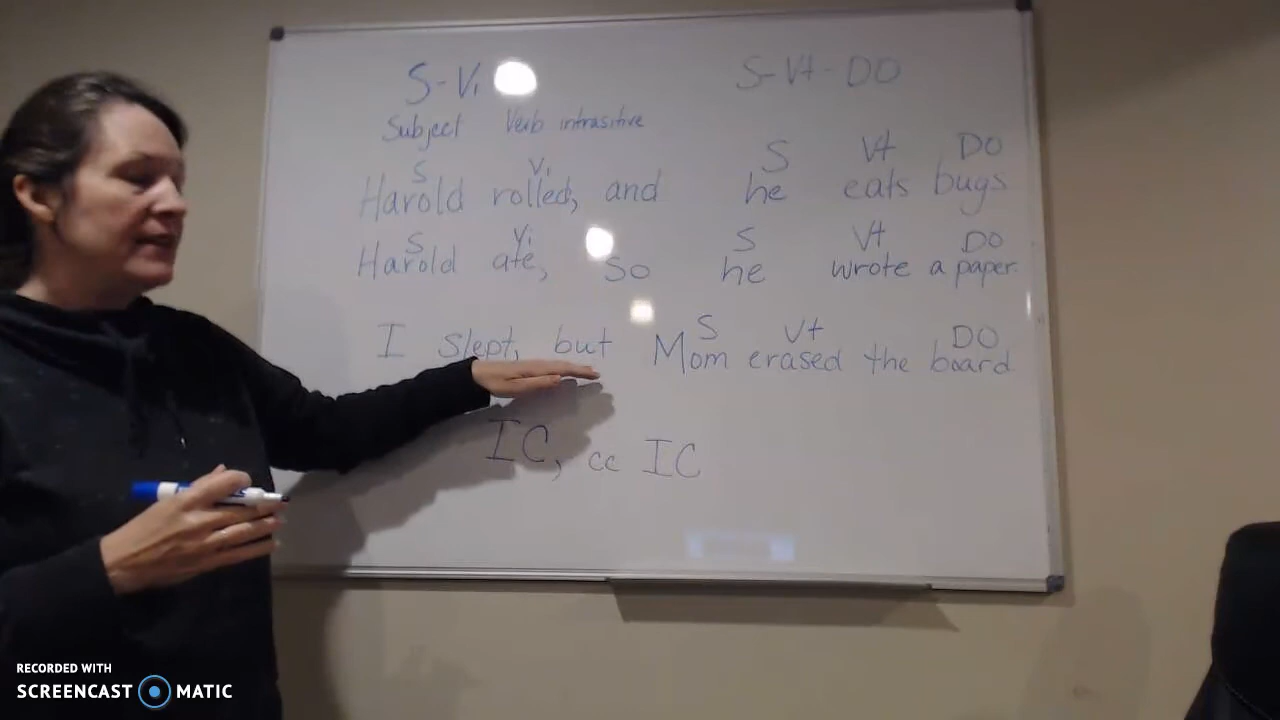 S-Vi S-Vt-DO
Subject Verb intrasitive
S Vi S Vt DO
Harold rolled, and he eats bugs
S Vi S Vt DO
Harold ate, so he wrote a paper.
S Vt DO
I slept, but Mom erased the board
IC, cc IC
RECORDED WITH
SCREENCAST MATIC